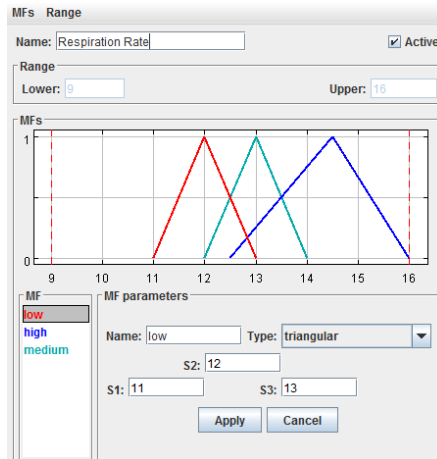 MFs Range
Name: Respiration Rate Active
Range
Lower: 9 Upper: 16
MFs
1
0
9 10 11 12 13 14 15 16
MF
low
high
medium
MF parameters
Name: low Type: triangular
S2: 12
S1: 11 S3: 13
Apply Cancel